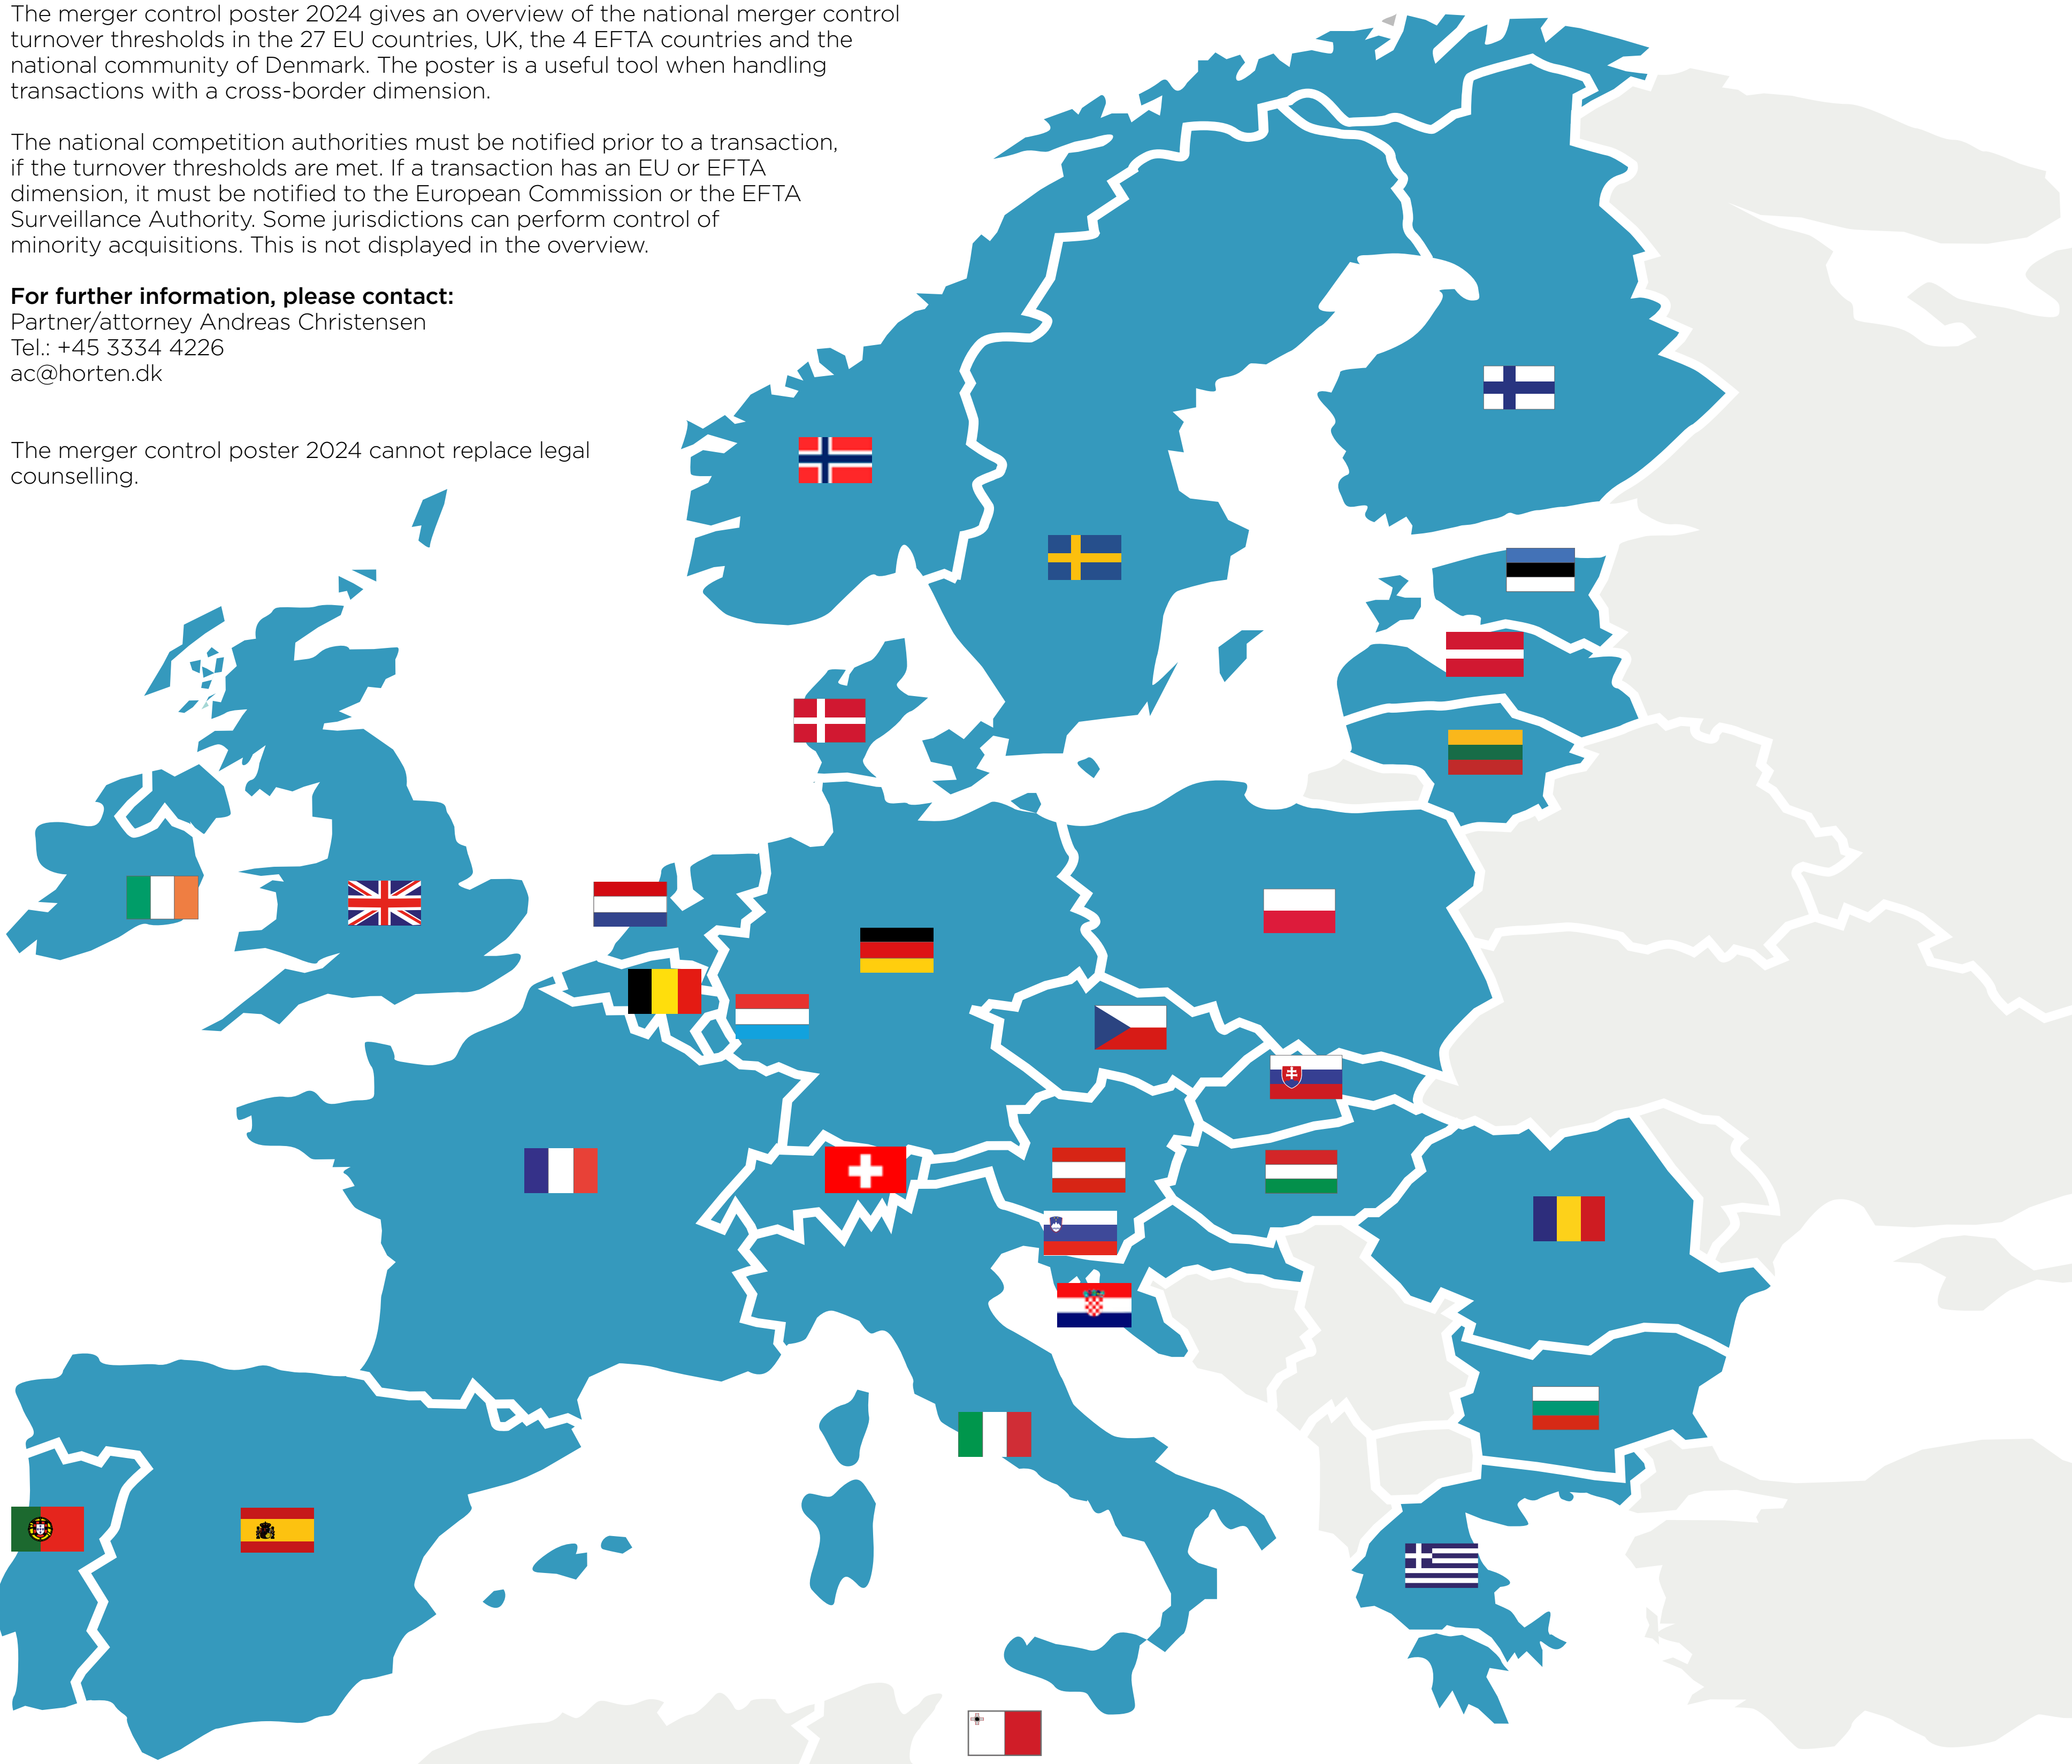 The merger control poster 2024 gives an overview of the national merger control
turnover thresholds in the 27 EU countries, UK, the 4 EFTA countries and the
national community of Denmark. The poster is a useful tool when handling
transactions with a cross-border dimension.
The national competition authorities must be notified prior to a transaction,
if the turnover thresholds are met. If a transaction has an EU or EFTA
dimension, it must be notified to the European Commission or the EFTA
Surveillance Authority. Some jurisdictions can perform control of
minority acquisitions. This is not displayed in the overview.
For further information, please contact:
Partner/attorney Andreas Christensen
Tel.: +45 3334 4226
ac@horten.dk
The merger control poster 2024 cannot replace legal
counselling.